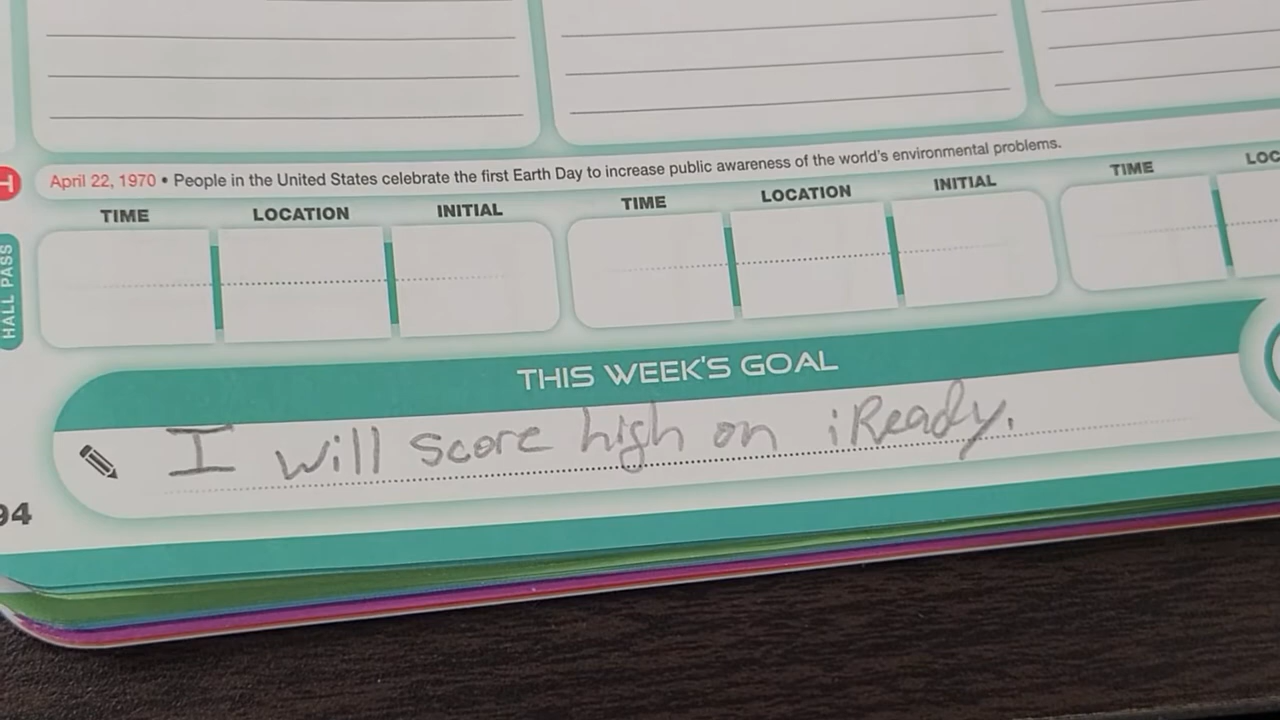 April 22, 1970 • People in the United States celebrate the first Earth Day to increase public awareness of the world's environmental problems.
TIME LOCATION INITIAL TIME LOCATION INITIAL TIME
HALL PASS
THIS WEEK'S GOAL
I will score high on iReady.
94